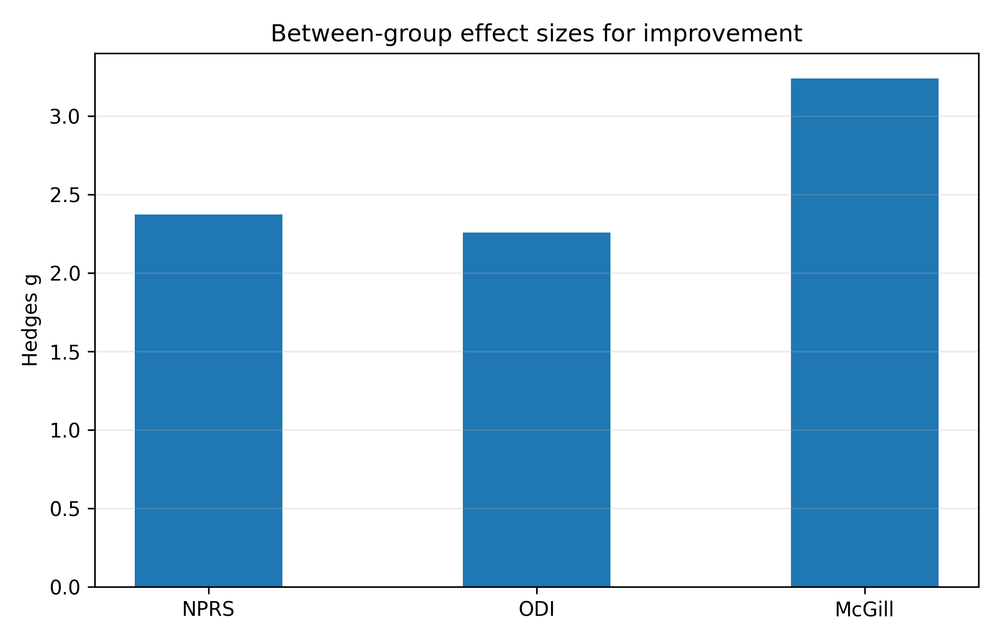 Between-group effect sizes for improvement
Hedges g
3.0
2.5
2.0
1.5
1.0
0.5
0.0
NPRS
ODI
McGill